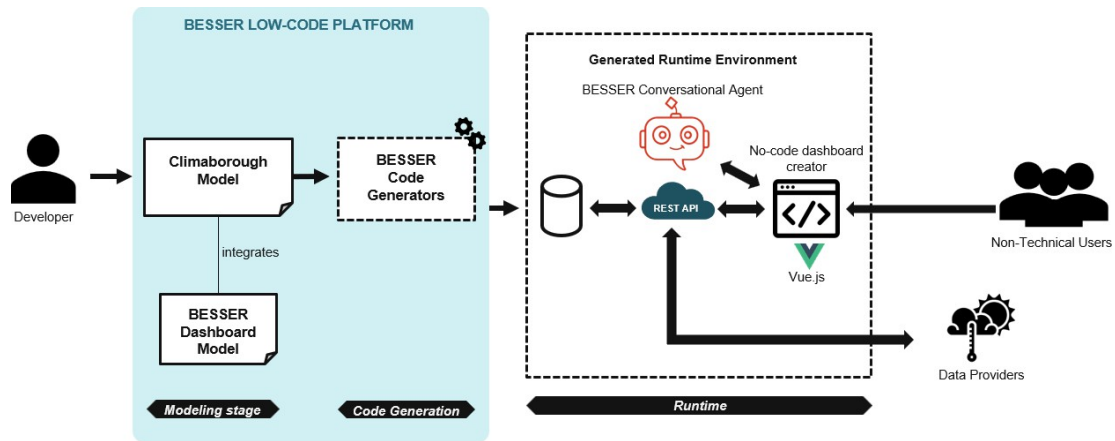 BESSER LOW-CODE PLATFORM
Developer
Climaborough
Model
integrates
BESSER
Dashboard
Model
BESSER
Code
Generators
Modeling stage
Code Generation
Generated Runtime Environment
BESSER Conversational Agent
No-code dashboard
creator
REST API
Vue.js
Runtime
Non-Technical Users
Data Providers